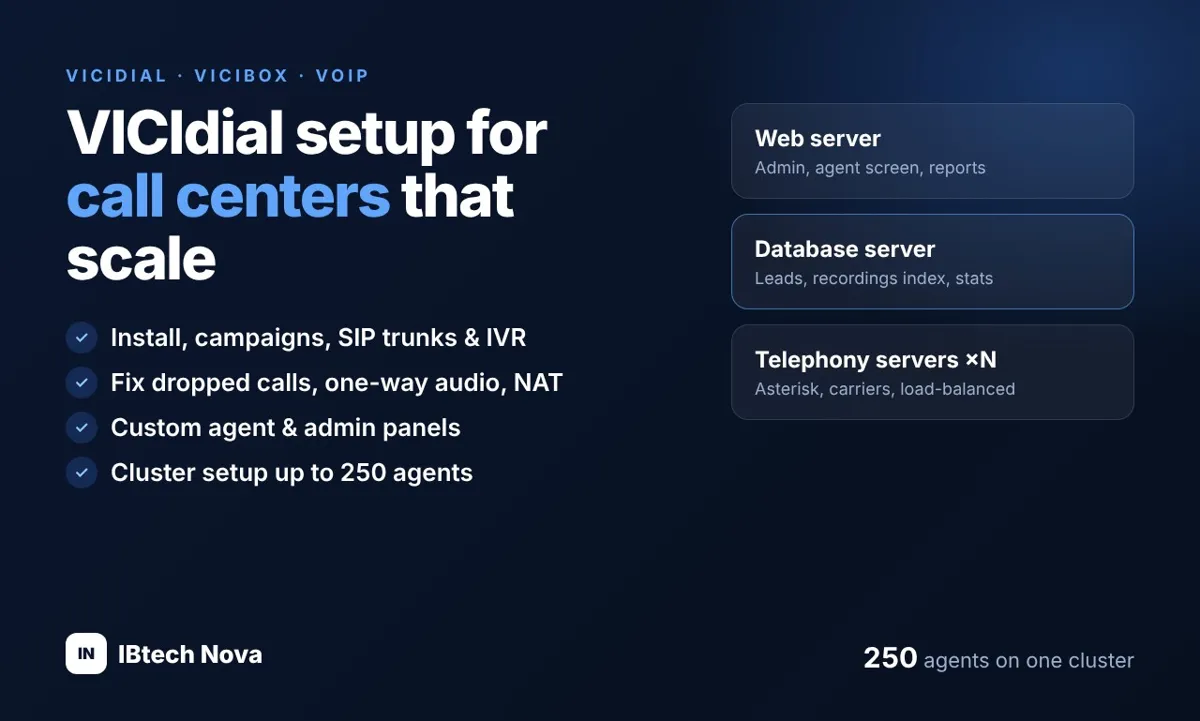 VICIDIAL · VICIBOX · VOIP
VICIdial setup for
call centers that
scale
Install, campaigns, SIP trunks & IVR
Fix dropped calls, one-way audio, NAT
Custom agent & admin panels
Cluster setup up to 250 agents
Web server
Admin, agent screen, reports
Database server
Leads, recordings index, stats
Telephony servers ×N
Asterisk, carriers, load-balanced
IN IBtech Nova
250 agents on one cluster